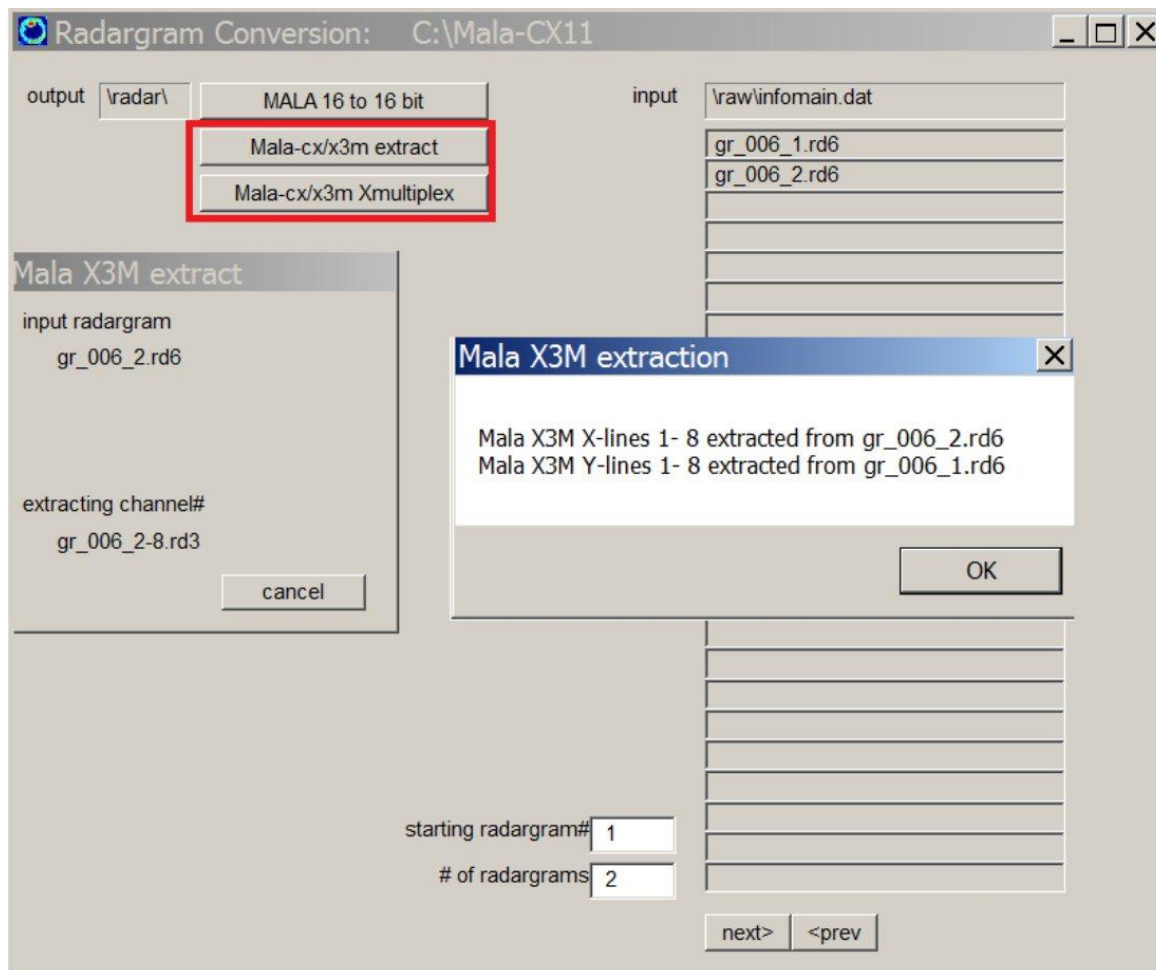 Radargram Conversion: C:\Mala-CX11
output \radar\ MALA 16 to 16 bit input \raw\infomain.dat
Mala-cx/x3m extract gr_006_1.rd6
Mala-cx/x3m Xmultiplex gr_006_2.rd6
Mala X3M extract
input radargram
gr_006_2.rd6
extracting channel#
gr_006_2-8.rd3
cancel
Mala X3M extraction
Mala X3M X-lines 1- 8 extracted from gr_006_2.rd6
Mala X3M Y-lines 1- 8 extracted from gr_006_1.rd6
OK
starting radargram# 1
# of radargrams 2
next> <prev